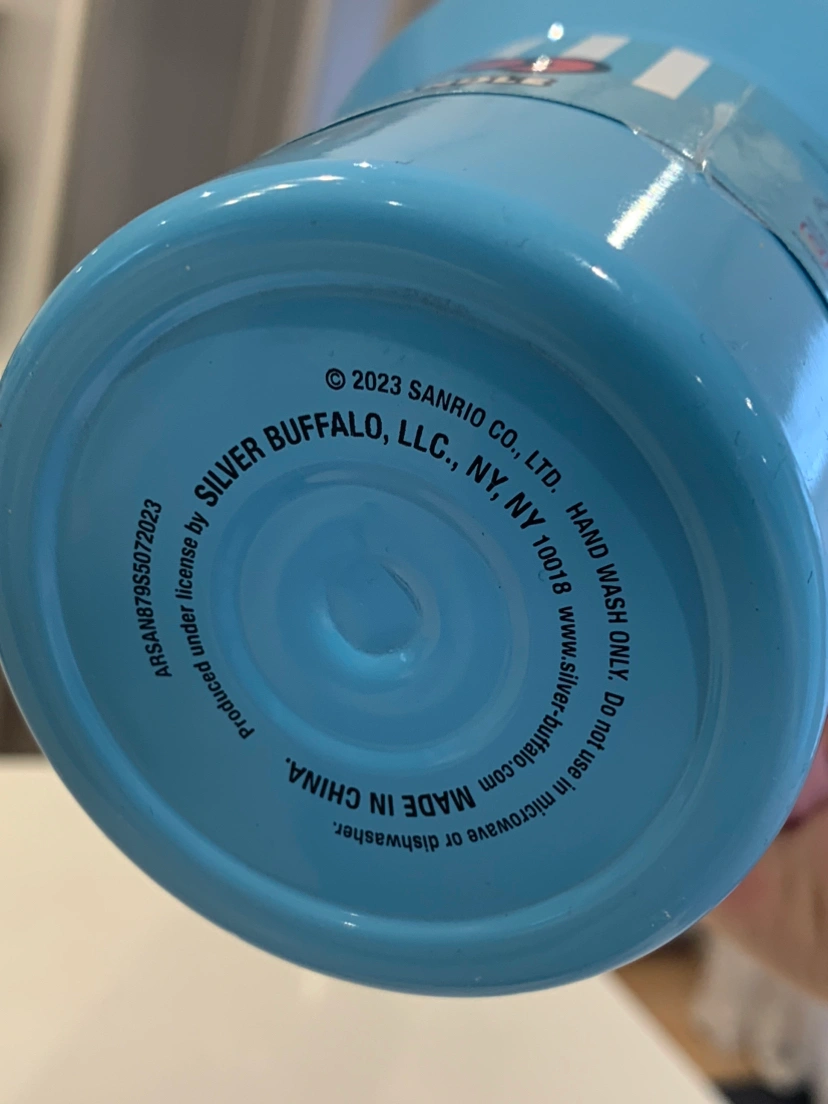 © 2023 SANRIO CO., LTD. HAND WASH ONLY. Do not use in microwave or dishwasher.
Produced under license by SILVER BUFFALO, LLC., NY, NY 10018 www.silver-buffalo.com MADE IN CHINA.
ARSAN879S5072023